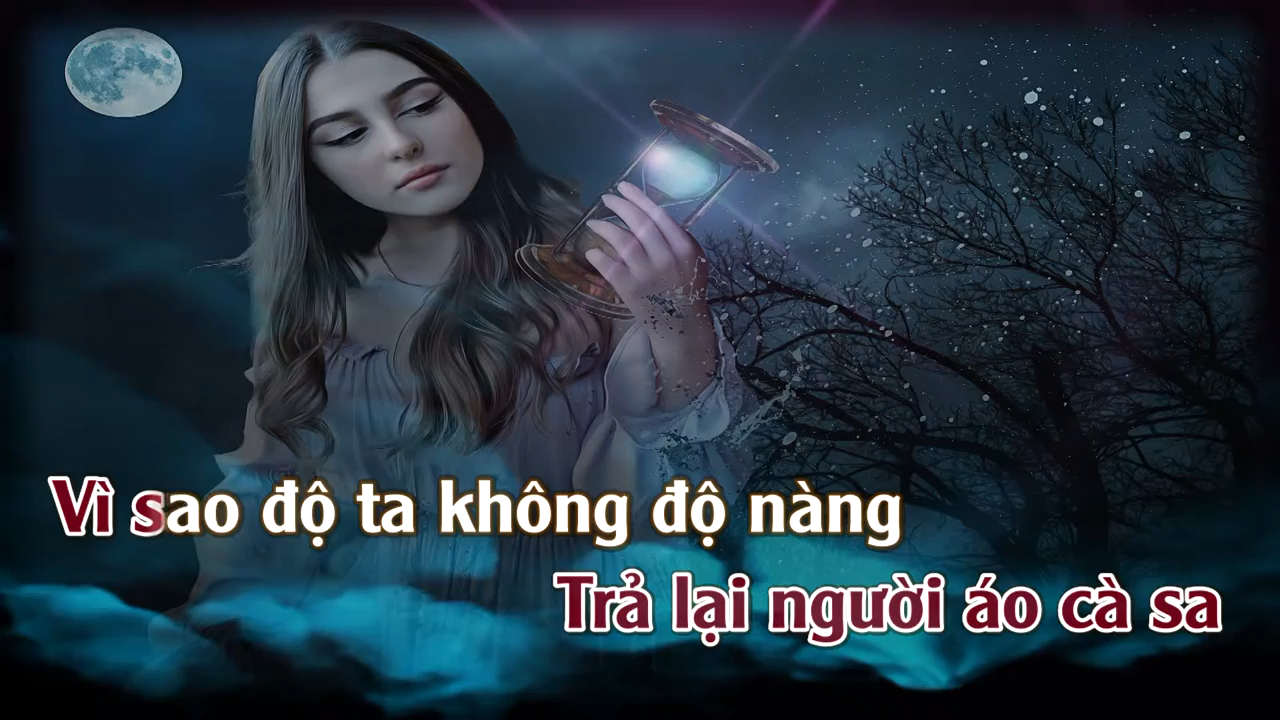 Vì sao độ ta không độ nàng
Trả lại người áo cà sa